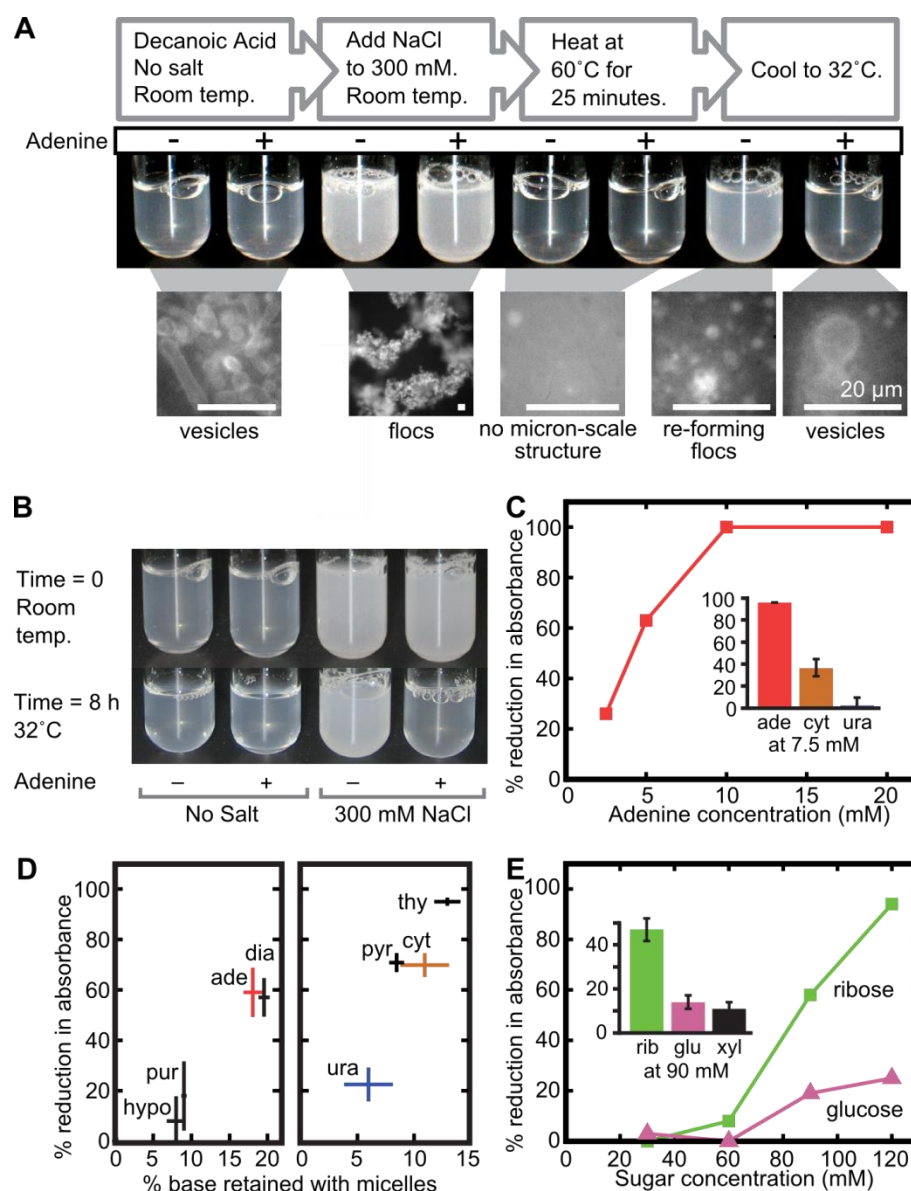 A
Decanoic Acid
No salt
Room temp.
Add NaCl
to 300 mM.
Room temp.
Heat at
60˚C for
25 minutes.
Cool to 32˚C.
Adenine – + – + – + – +
20 µm
vesicles
flocs
no micron-scale
structure
re-forming
flocs
vesicles
B
Time = 0
Room
temp.
Time = 8 h
32˚C
Adenine – + – +
No Salt
300 mM NaCl
C
% reduction in absorbance
100
80
60
40
20
0
0 5 10 15 20
Adenine concentration (mM)
100
80
60
40
20
0
ade cyt ura
at 7.5 mM
D
% reduction in absorbance
100
80
60
40
20
0
0 5 10 15 20
dia
ade
pur
hypo
thy
pyr cyt
ura
0 5 10 15
% base retained with micelles
E
% reduction in absorbance
100
80
60
40
20
0
20 40 60 80 100 120
Sugar concentration (mM)
ribose
glucose
40
20
0
rib glu xyl
at 90 mM